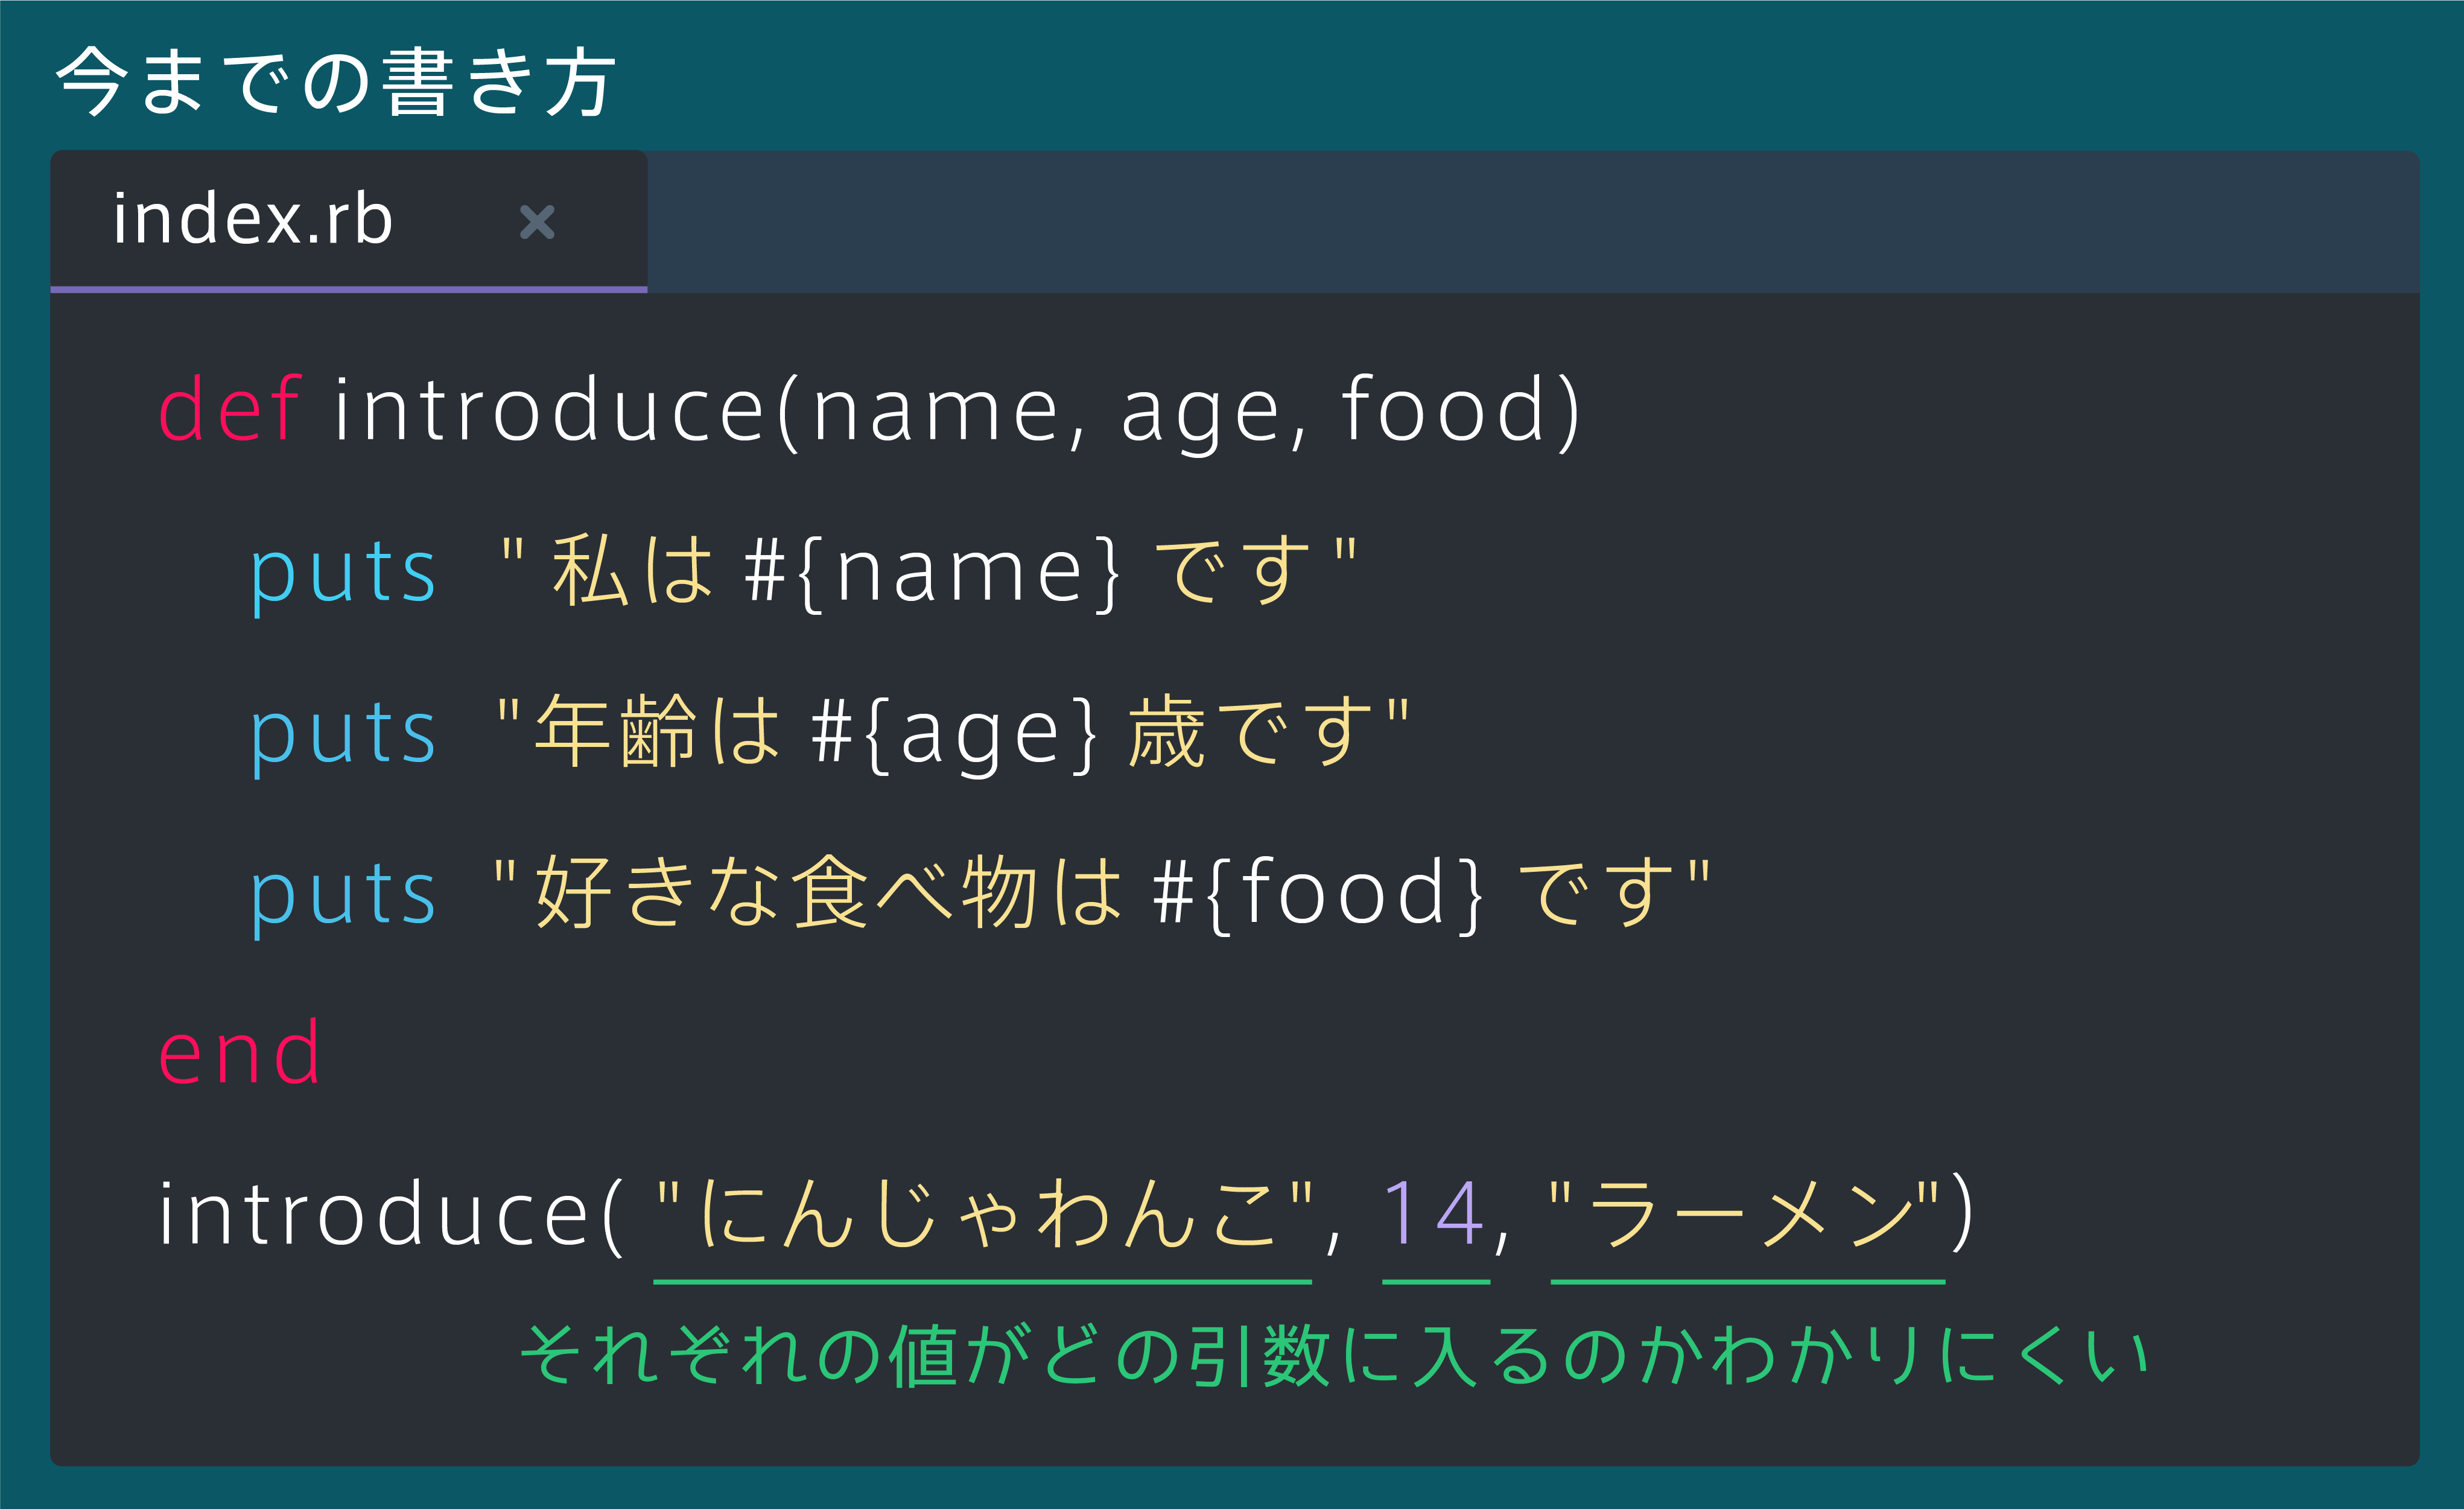 今までの書き方
index.rb ×
def introduce(name, age, food)
puts "私は #{name} です"
puts "年齢は #{age} 歳です"
puts "好きな食べ物は #{food} です"
end
introduce( "にんじゃわんこ", 14, "ラーメン")
それぞれの値がどの引数に入るのかわかりにくい